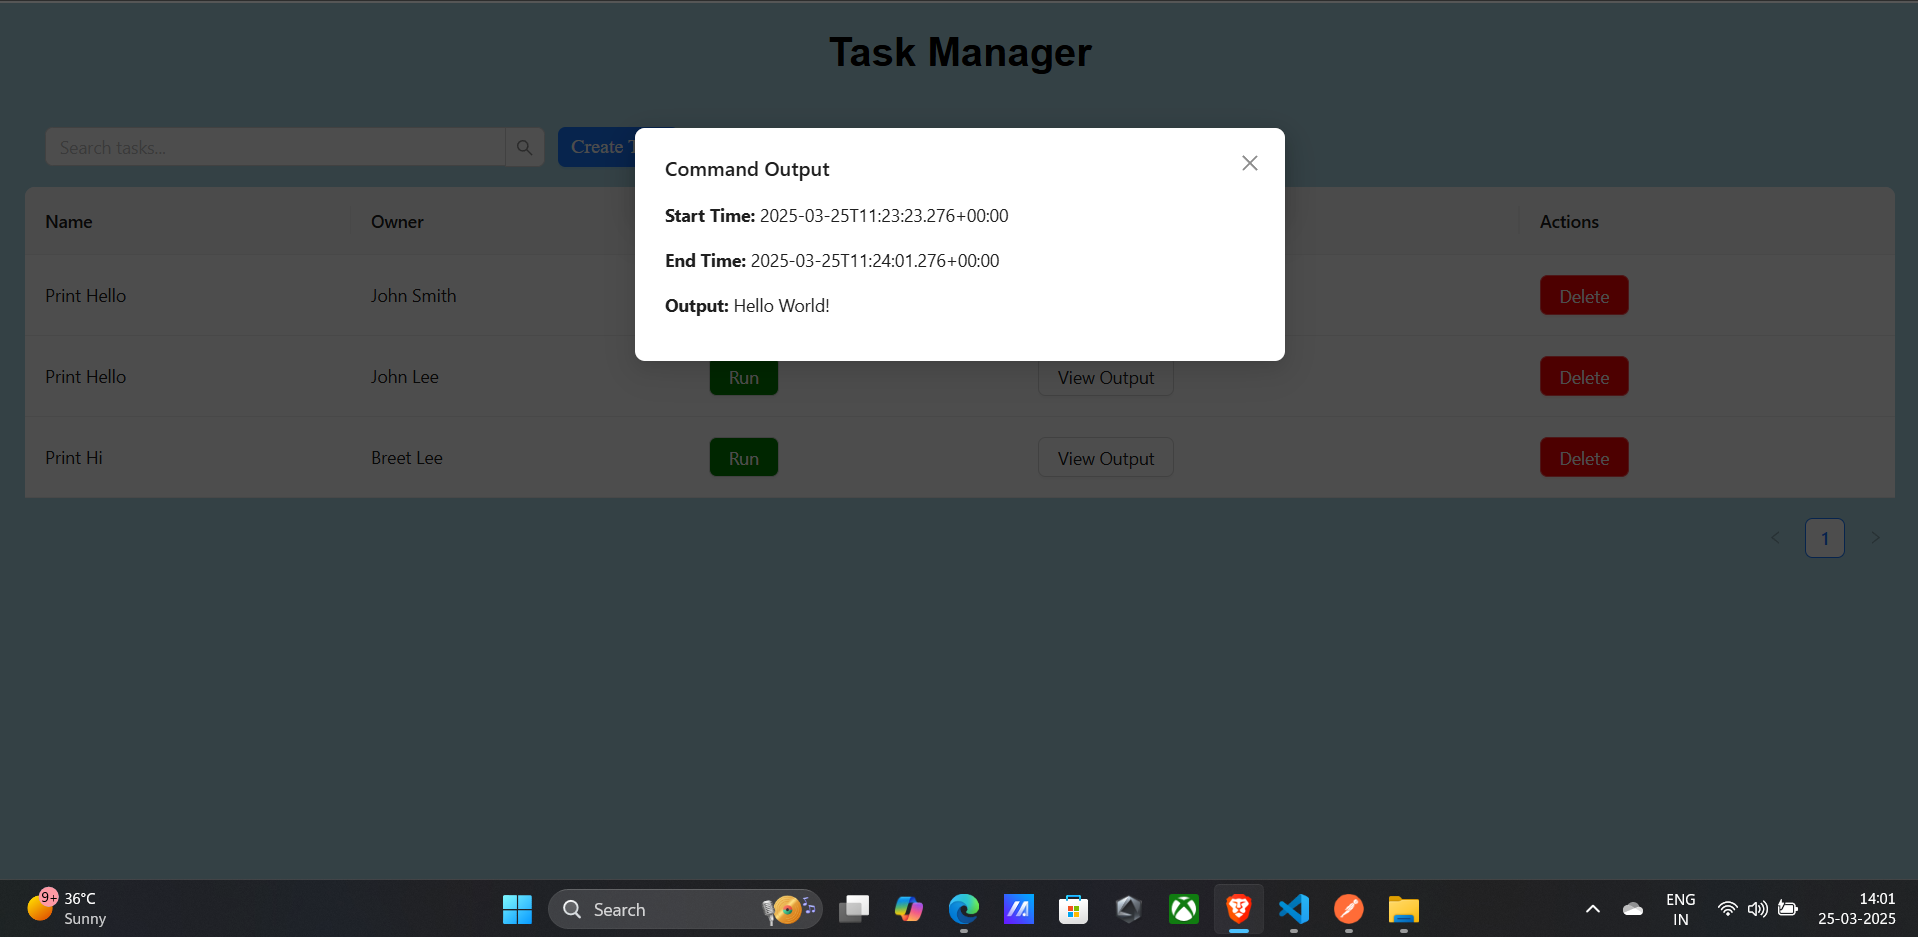 Task Manager
Search tasks...
Create T
Command Output
Start Time: 2025-03-25T11:23:23.276+00:00
End Time: 2025-03-25T11:24:01.276+00:00
Output: Hello World!
Name Owner Actions
Print Hello John Smith Delete
Print Hello John Lee Run View Output Delete
Print Hi Breet Lee Run View Output Delete
< 1 >
9+ 36°C
Sunny
Search
ENG
IN
14:01
25-03-2025